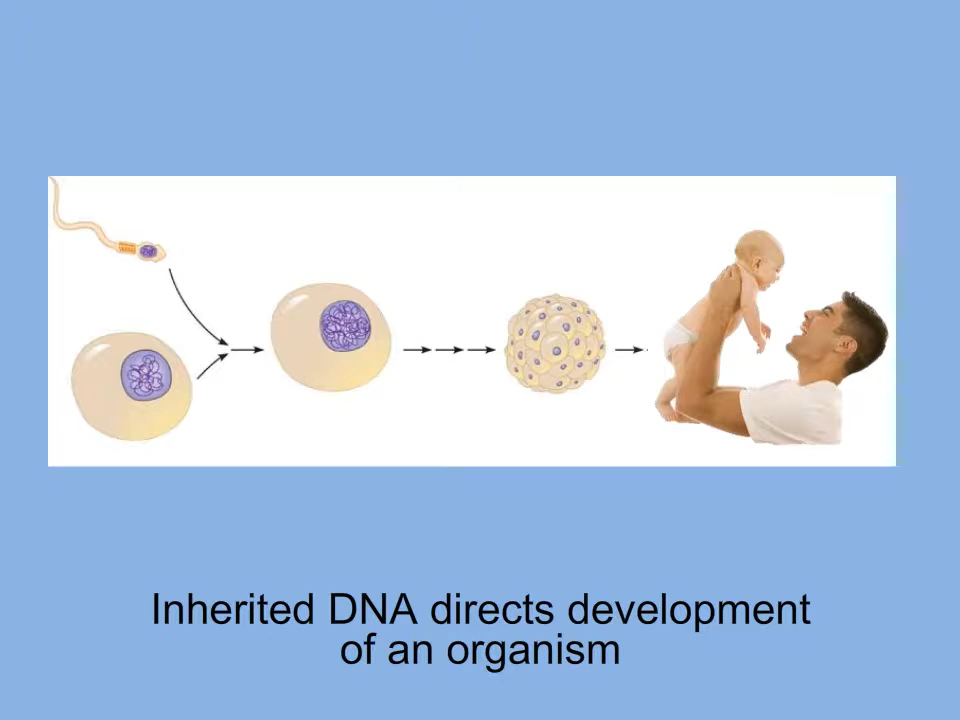 Inherited DNA directs development
of an organism